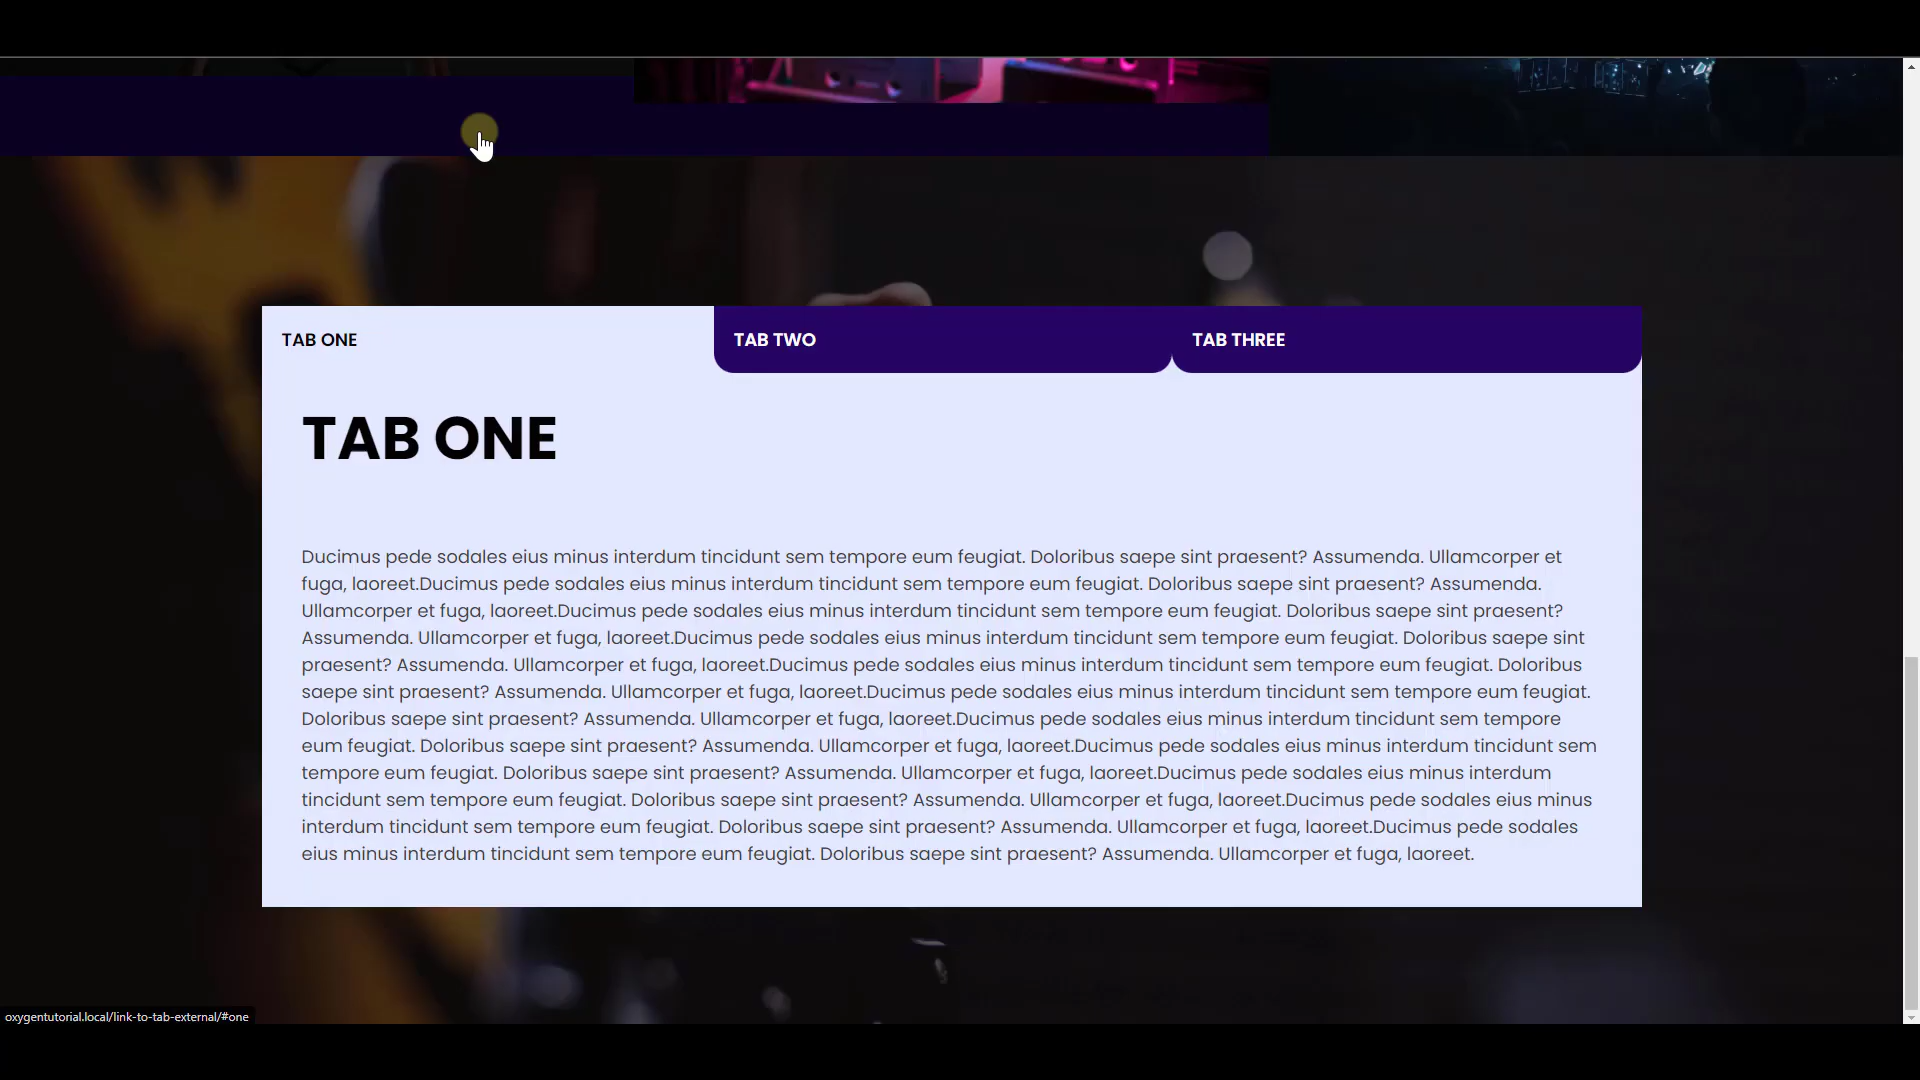 TAB ONE
TAB TWO
TAB THREE
TAB ONE
Ducimus pede sodales eius minus interdum tincidunt sem tempore eum feugiat. Doloribus saepe sint praesent? Assumenda. Ullamcorper et
fuga, laoreet.Ducimus pede sodales eius minus interdum tincidunt sem tempore eum feugiat. Doloribus saepe sint praesent? Assumenda.
Ullamcorper et fuga, laoreet.Ducimus pede sodales eius minus interdum tincidunt sem tempore eum feugiat. Doloribus saepe sint praesent?
Assumenda. Ullamcorper et fuga, laoreet.Ducimus pede sodales eius minus interdum tincidunt sem tempore eum feugiat. Doloribus saepe sint
praesent? Assumenda. Ullamcorper et fuga, laoreet.Ducimus pede sodales eius minus interdum tincidunt sem tempore eum feugiat. Doloribus
saepe sint praesent? Assumenda. Ullamcorper et fuga, laoreet.Ducimus pede sodales eius minus interdum tincidunt sem tempore eum feugiat.
Doloribus saepe sint praesent? Assumenda. Ullamcorper et fuga, laoreet.Ducimus pede sodales eius minus interdum tincidunt sem tempore
eum feugiat. Doloribus saepe sint praesent? Assumenda. Ullamcorper et fuga, laoreet.Ducimus pede sodales eius minus interdum tincidunt sem
tempore eum feugiat. Doloribus saepe sint praesent? Assumenda. Ullamcorper et fuga, laoreet.Ducimus pede sodales eius minus interdum
tincidunt sem tempore eum feugiat. Doloribus saepe sint praesent? Assumenda. Ullamcorper et fuga, laoreet.Ducimus pede sodales eius minus
interdum tincidunt sem tempore eum feugiat. Doloribus saepe sint praesent? Assumenda. Ullamcorper et fuga, laoreet.Ducimus pede sodales
eius minus interdum tincidunt sem tempore eum feugiat. Doloribus saepe sint praesent? Assumenda. Ullamcorper et fuga, laoreet.
oxygentutorial.local/link-to-tab-external/#one